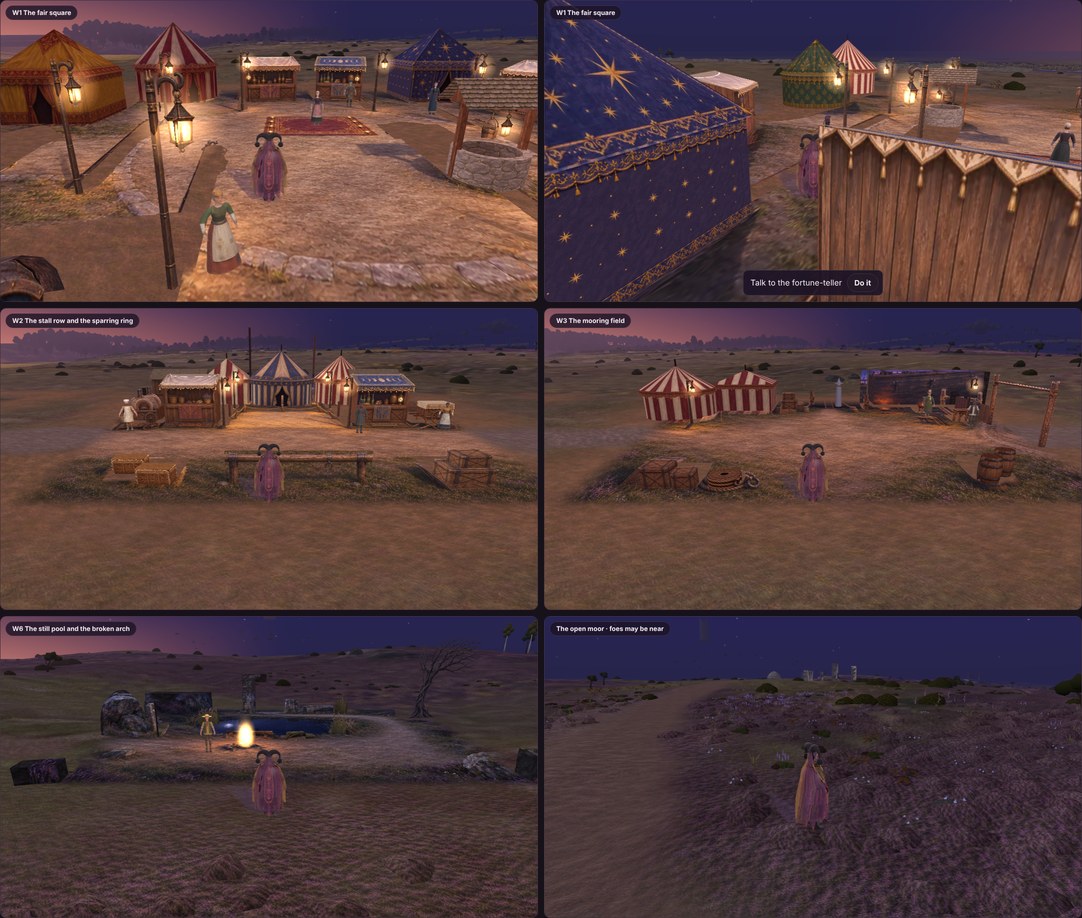 W1 The fair square
W1 The fair square
Talk to the fortune-teller Do it
W2 The stall row and the sparring ring
W3 The mooring field
W6 The still pool and the broken arch
The open moor · foes may be near